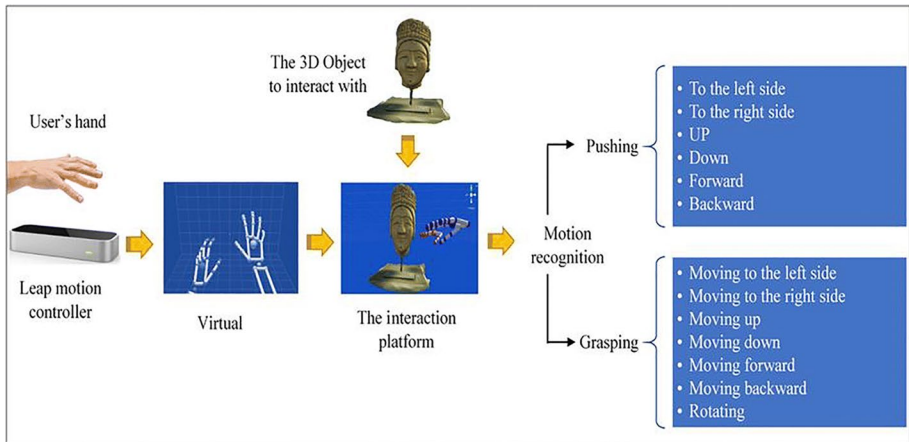 The 3D Object
to interact with
User's hand
Leap motion
controller
Virtual
The interaction
platform
Motion
recognition
Pushing
• To the left side
• To the right side
• UP
• Down
• Forward
• Backward
Grasping
• Moving to the left side
• Moving to the right side
• Moving up
• Moving down
• Moving forward
• Moving backward
• Rotating